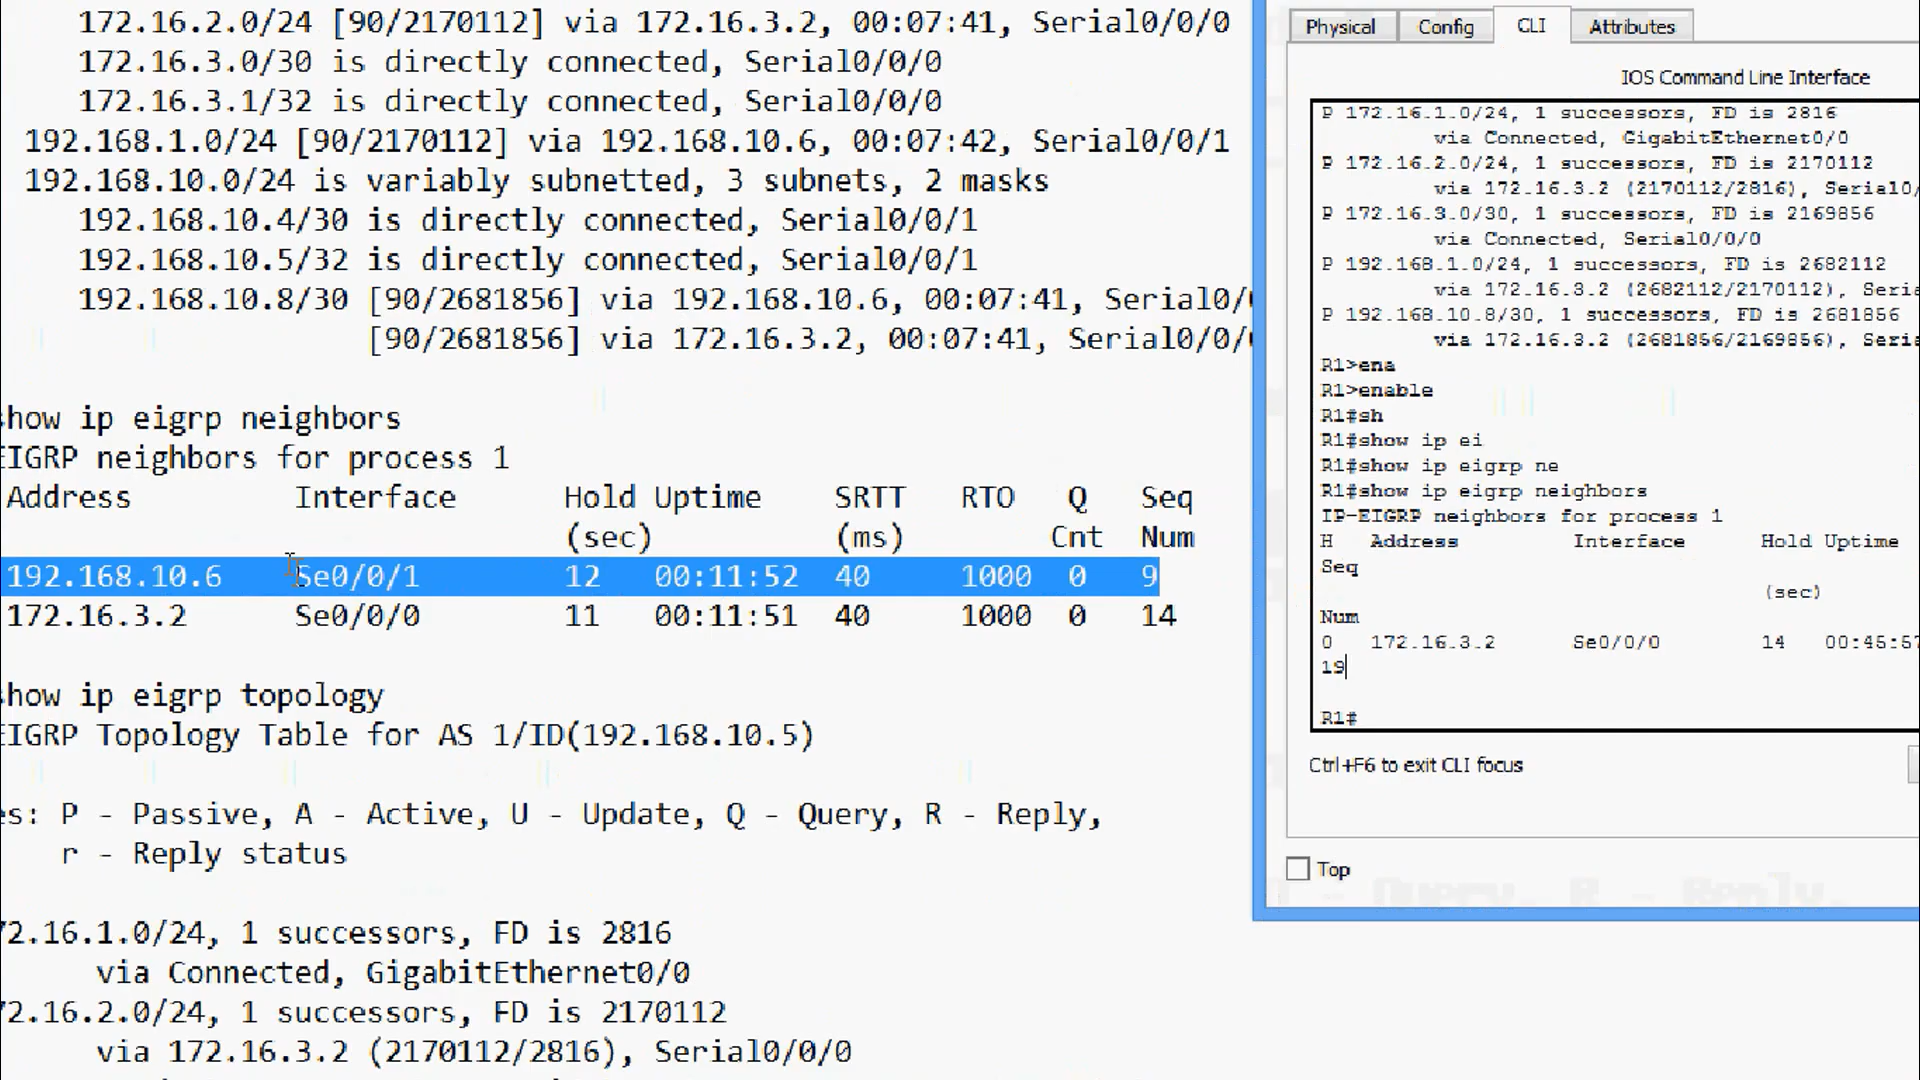 172.16.2.0/24 [90/2170112] via 172.16.3.2, 00:07:41, Serial0/0/0
172.16.3.0/30 is directly connected, Serial0/0/0
172.16.3.1/32 is directly connected, Serial0/0/0
192.168.1.0/24 [90/2170112] via 192.168.10.6, 00:07:42, Serial0/0/1
192.168.10.0/24 is variably subnetted, 3 subnets, 2 masks
192.168.10.4/30 is directly connected, Serial0/0/1
192.168.10.5/32 is directly connected, Serial0/0/1
192.168.10.8/30 [90/2681856] via 192.168.10.6, 00:07:41, Serial0/
[90/2681856] via 172.16.3.2, 00:07:41, Serial0/0/
how ip eigrp neighbors
EIGRP neighbors for process 1
Address Interface Hold Uptime SRTT RTO Q Seq
(sec) (ms) Cnt Num
192.168.10.6 Se0/0/1 12 00:11:52 40 1000 0 9
172.16.3.2 Se0/0/0 11 00:11:51 40 1000 0 14
how ip eigrp topology
EIGRP Topology Table for AS 1/ID(192.168.10.5)
es: P - Passive, A - Active, U - Update, Q - Query, R - Reply,
r - Reply status
72.16.1.0/24, 1 successors, FD is 2816
via Connected, GigabitEthernet0/0
72.16.2.0/24, 1 successors, FD is 2170112
via 172.16.3.2 (2170112/2816), Serial0/0/0
Physical Config CLI Attributes
IOS Command Line Interface
P 172.16.1.0/24, 1 successors, FD is 2816
via Connected, GigabitEthernet0/0
P 172.16.2.0/24, 1 successors, FD is 2170112
via 172.16.3.2 (2170112/2816), Serial0/
P 172.16.3.0/30, 1 successors, FD is 2169856
via Connected, Serial0/0/0
P 192.168.1.0/24, 1 successors, FD is 2682112
via 172.16.3.2 (2682112/2170112), Seria
P 192.168.10.8/30, 1 successors, FD is 2681856
via 172.16.3.2 (2681856/2169856), Seria
R1>ena
R1>enable
R1#sh
R1#show ip ei
R1#show ip eigrp ne
R1#show ip eigrp neighbors
IP-EIGRP neighbors for process 1
H Address Interface Hold Uptime
Seq
(sec)
Num
0 172.16.3.2 Se0/0/0 14 00:45:57
19
R1#
Ctrl+F6 to exit CLI focus
Top